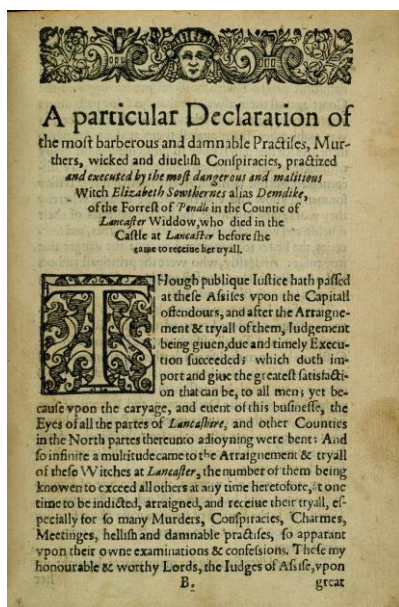 A particular Declaration of
the moſt barberous and damnable Practiſes, Mur-
thers, wicked and diueliſh Conſpiracies, practized
and executed by the moſt dangerous and malitious
Witch Elizabeth Sowthernes alias Demdike,
of the Forreſt of Pendle in the Countie of
Lancaſter Widdow, who died in the
Caſtle at Lancaſter before ſhe
came to receiue her tryall.
THough publique Iuſtice hath paſſed
at theſe Aſsiſes vpon the Capitall
offendours, and after the Arraigne-
ment & tryall of them, Iudgement
being giuen, due and timely Execu-
tion ſucceeded; which doth im-
port and giue the greateſt ſatisfacti-
on that can be, to all men; yet be-
cauſe vpon the caryage, and euent of this buſineſſe, the
Eyes of all the partes of Lancaſhire, and other Counties
in the North partes thereunto adioyning were bent: And
ſo infinite a multitude came to the Arraignement & tryall
of theſe Witches at Lancaſter, the number of them being
knowen to exceed all others at any time heretofore, at one
time to be indicted, arraigned, and receiue their tryall, eſ-
pecially for ſo many Murders, Conſpiracies, Charmes,
Meetinges, helliſh and damnable practiſes, ſo apparant
vpon their owne examinations & confeſsions. Theſe my
honourable & worthy Lords, the Iudges of Aſsiſe, vpon
B. great